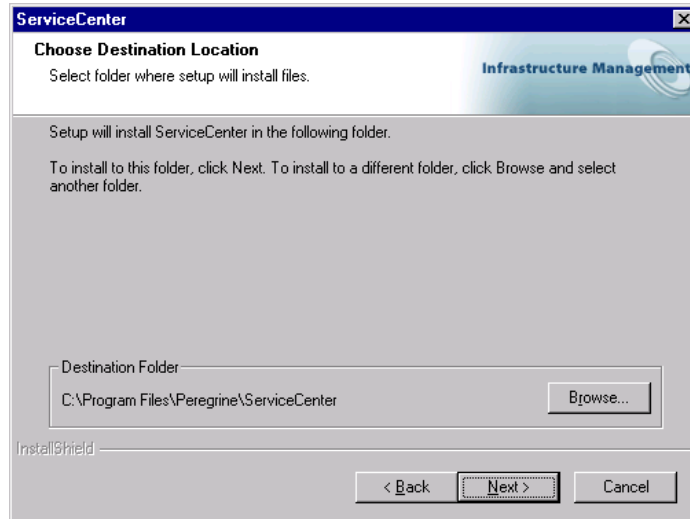 ServiceCenter
Choose Destination Location
Select folder where setup will install files.
Infrastructure Management
Setup will install ServiceCenter in the following folder.
To install to this folder, click Next. To install to a different folder, click Browse and select
another folder.
Destination Folder
C:\Program Files\Peregrine\ServiceCenter
Browse...
InstallShield
< Back
Next >
Cancel